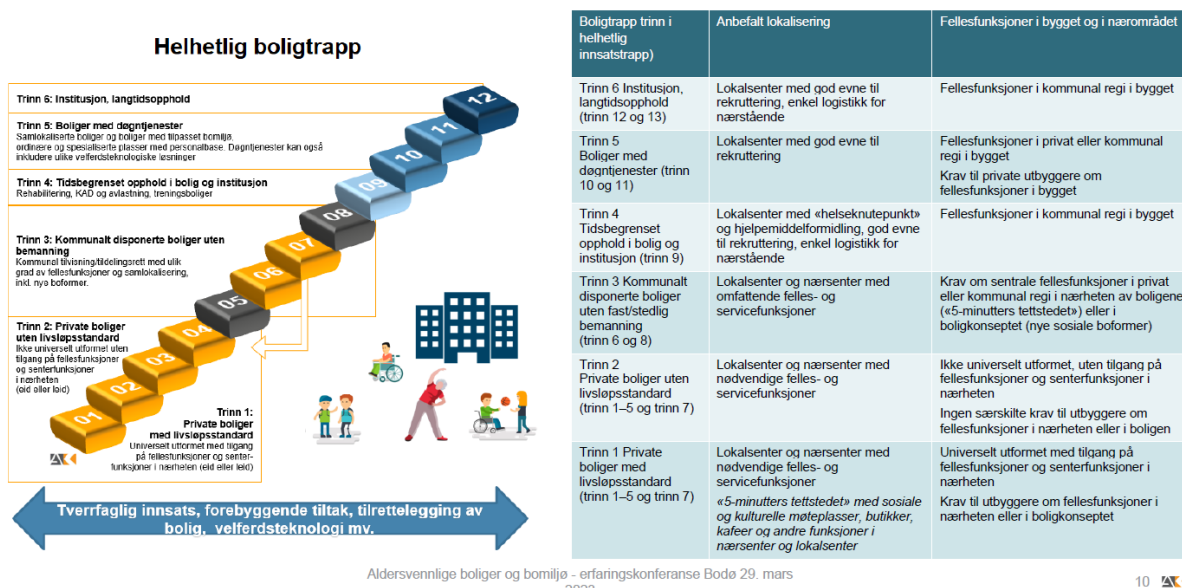 Helhetlig boligtrapp
Trinn 6: Institusjon, langtidsopphold
Trinn 5: Boliger med døgntjenester
Samlokaliserte boliger og boliger med tilpasset bomiljø,
ordinære og spesialiserte plasser med personalbase. Døgntjenester kan også
inkludere ulike velferdsteknologiske løsninger
Trinn 4: Tidsbegrenset opphold i bolig og institusjon
Rehabilitering, KAD og avlastning, treningsboliger
Trinn 3: Kommunalt disponerte boliger uten
bemanning
Kommunal tilvisning/tildelingsrett med ulik
grad av fellesfunksjoner og samlokalisering,
inkl. nye boformer.
Trinn 2: Private boliger
uten livsløpsstandard
Ikke universelt utformet uten
tilgang på fellesfunksjoner
og senterfunksjoner
i nærheten
(eid eller leid)
Trinn 1:
Private boliger
med livsløpsstandard
Universelt utformet med tilgang
på fellesfunksjoner og senter-
funksjoner i nærheten (eid eller leid)
01
02
03
04
05
06
07
08
09
10
11
12
Tverrfaglig innsats, forebyggende tiltak, tilrettelegging av
bolig, velferdsteknologi mv.
Boligtrapp trinn i
helhetlig
innsatstrapp)
Anbefalt lokalisering
Fellesfunksjoner i bygget og i nærområdet
Trinn 6 Institusjon,
langtidsopphold
(trinn 12 og 13)
Lokalsenter med god evne til
rekruttering, enkel logistikk for
nærstående
Fellesfunksjoner i kommunal regi i bygget
Trinn 5
Boliger med
døgntjenester (trinn
10 og 11)
Lokalsenter med god evne til
rekruttering
Fellesfunksjoner i privat eller kommunal
regi i bygget
Krav til private utbyggere om
fellesfunksjoner i bygget
Trinn 4
Tidsbegrenset
opphold i bolig og
institusjon (trinn 9)
Lokalsenter med «helseknutepunkt»
og hjelpemiddelformidling, god evne
til rekruttering, enkel logistikk for
nærstående
Fellesfunksjoner i kommunal regi i bygget
Trinn 3 Kommunalt
disponerte boliger
uten fast/stedlig
bemanning
(trinn 6 og 8)
Lokalsenter og nærsenter med
omfattende felles- og
servicefunksjoner
Krav om sentrale fellesfunksjoner i privat
eller kommunal regi i nærheten av boligene
(«5-minutters tettstedet») eller i
boligkonseptet (nye sosiale boformer)
Trinn 2
Private boliger uten
livsløpsstandard
(trinn 1–5 og trinn 7)
Lokalsenter og nærsenter med
nødvendige felles- og
servicefunksjoner
Ikke universelt utformet, uten tilgang på
fellesfunksjoner og senterfunksjoner i
nærheten
Ingen særskilte krav til utbyggere om
fellesfunksjoner i nærheten eller i boligen
Trinn 1 Private
boliger med
livsløpsstandard
(trinn 1–5 og trinn 7)
Lokalsenter og nærsenter med
nødvendige felles- og
servicefunksjoner
«5-minutters tettstedet» med sosiale
og kulturelle møteplasser, butikker,
kafeer og andre funksjoner i
nærsenter og lokalsenter
Universelt utformet med tilgang på
fellesfunksjoner og senterfunksjoner i
nærheten
Krav til utbyggere om fellesfunksjoner i
nærheten eller i boligkonseptet
Aldersvennlige boliger og bomiljø - erfaringskonferanse Bodø 29. mars
10